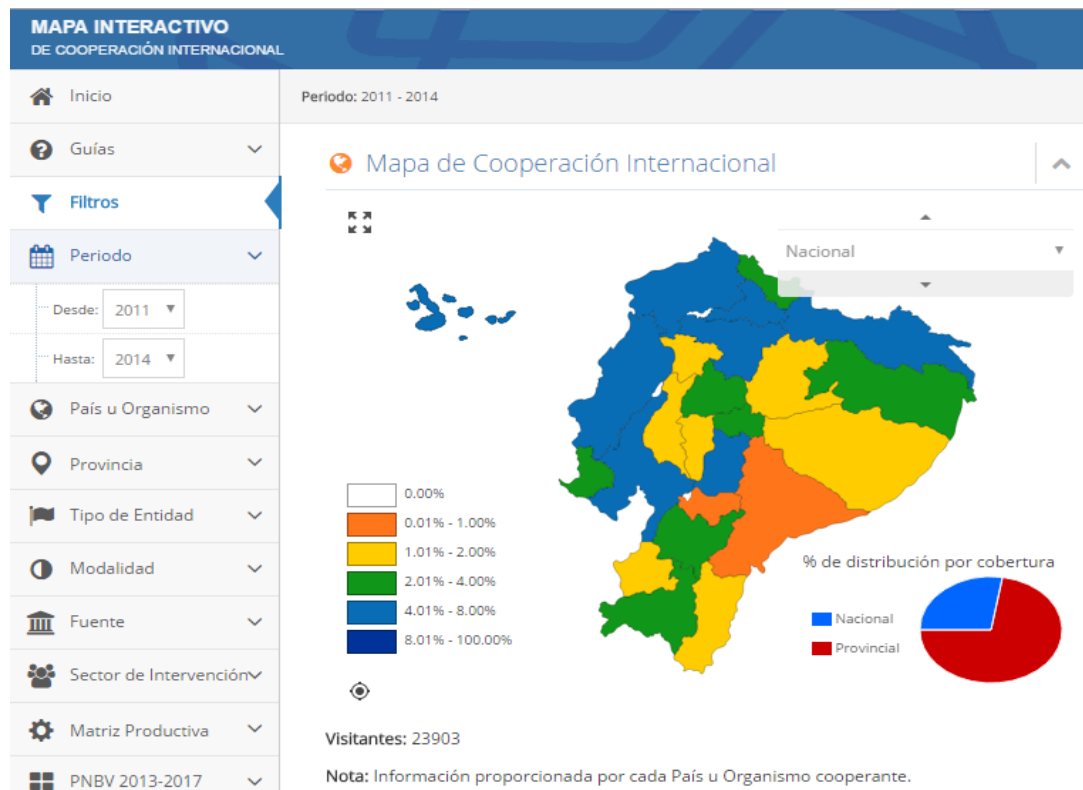 MAPA INTERACTIVO
DE COOPERACIÓN INTERNACIONAL
Inicio
Guías
Filtros
Periodo
Desde: 2011
Hasta: 2014
País u Organismo
Provincia
Tipo de Entidad
Modalidad
Fuente
Sector de Intervención
Matriz Productiva
PNBV 2013-2017
Periodo: 2011 - 2014
Mapa de Cooperación Internacional
Nacional
0.00%
0.01% - 1.00%
1.01% - 2.00%
2.01% - 4.00%
4.01% - 8.00%
8.01% - 100.00%
% de distribución por cobertura
Nacional
Provincial
Visitantes: 23903
Nota: Información proporcionada por cada País u Organismo cooperante.